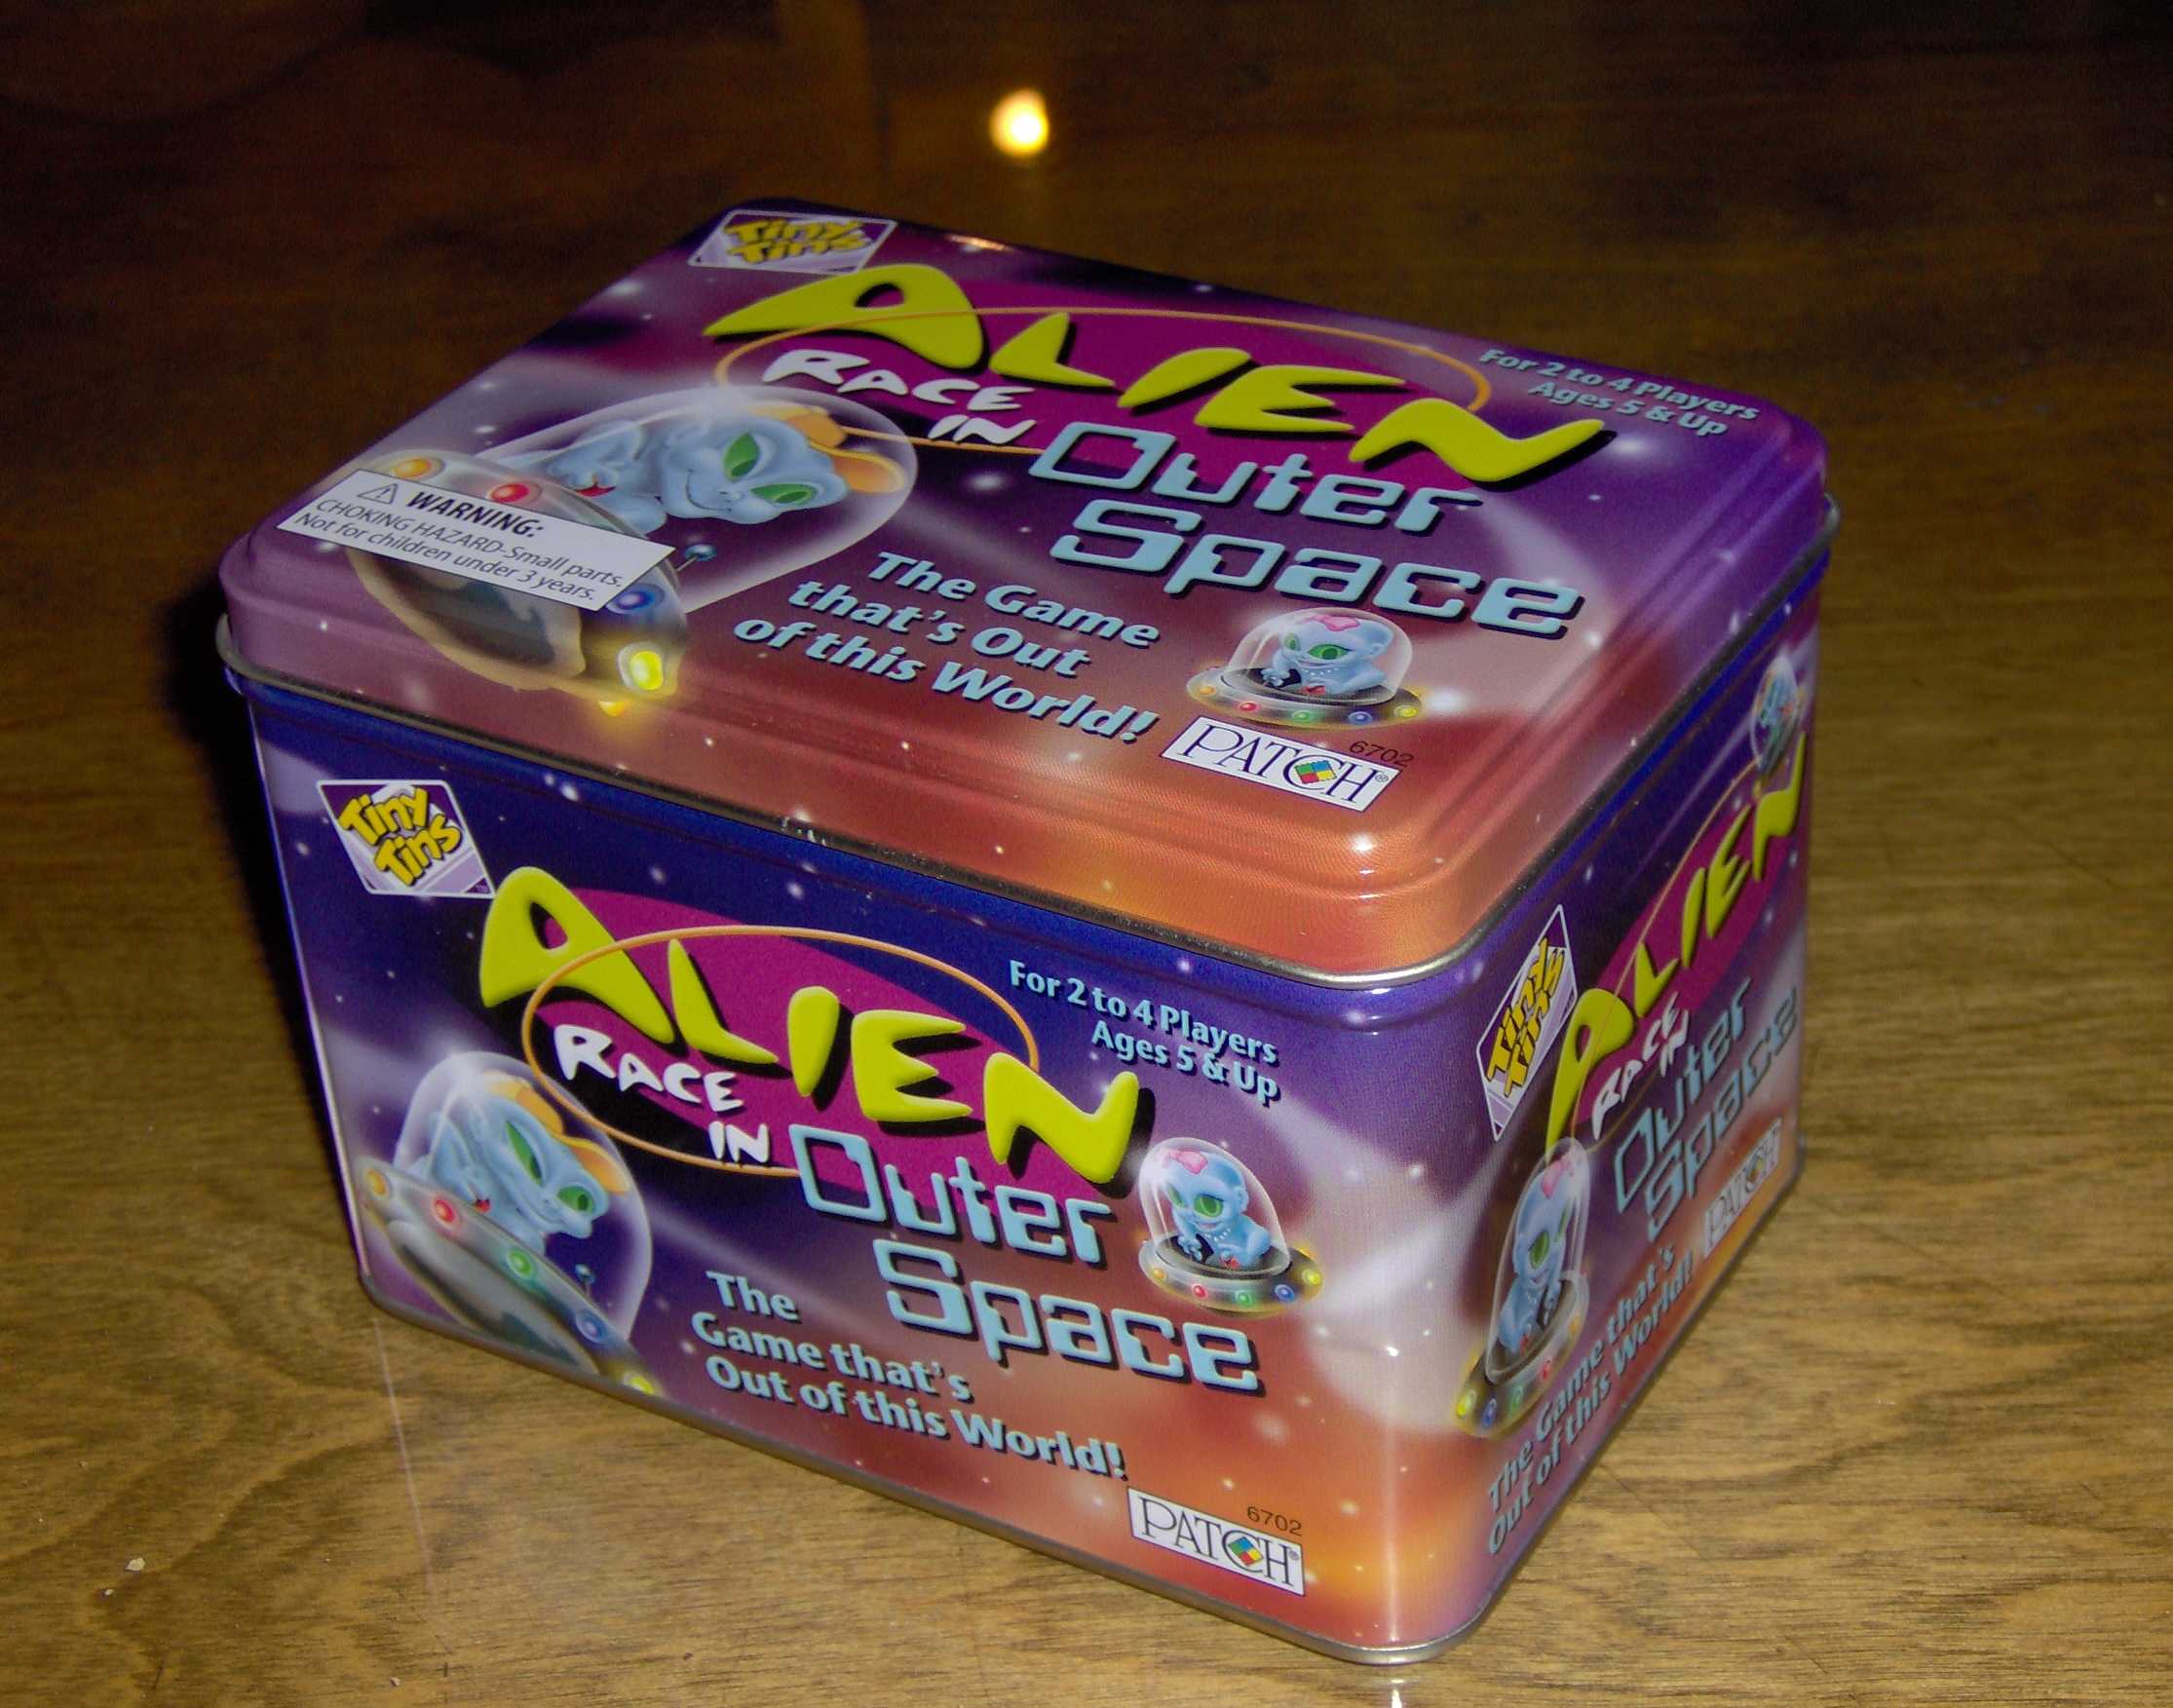 Tiny
Tins
ALIEN
RACE
IN
Outer
Space
For 2 to 4 Players
Ages 5 & Up
⚠ WARNING:
CHOKING HAZARD-Small parts.
Not for children under 3 years.
The Game
that's Out
of this World!
6702
PATCH®
Tiny
Tins
ALIEN
RACE
IN
Outer
Space
For 2 to 4 Players
Ages 5 & Up
The
Game that's
Out of this World!
6702
PATCH®
Tiny
Tins
ALIEN
RACE
IN
Outer
Space
The Game that's
Out of this World!
PATCH